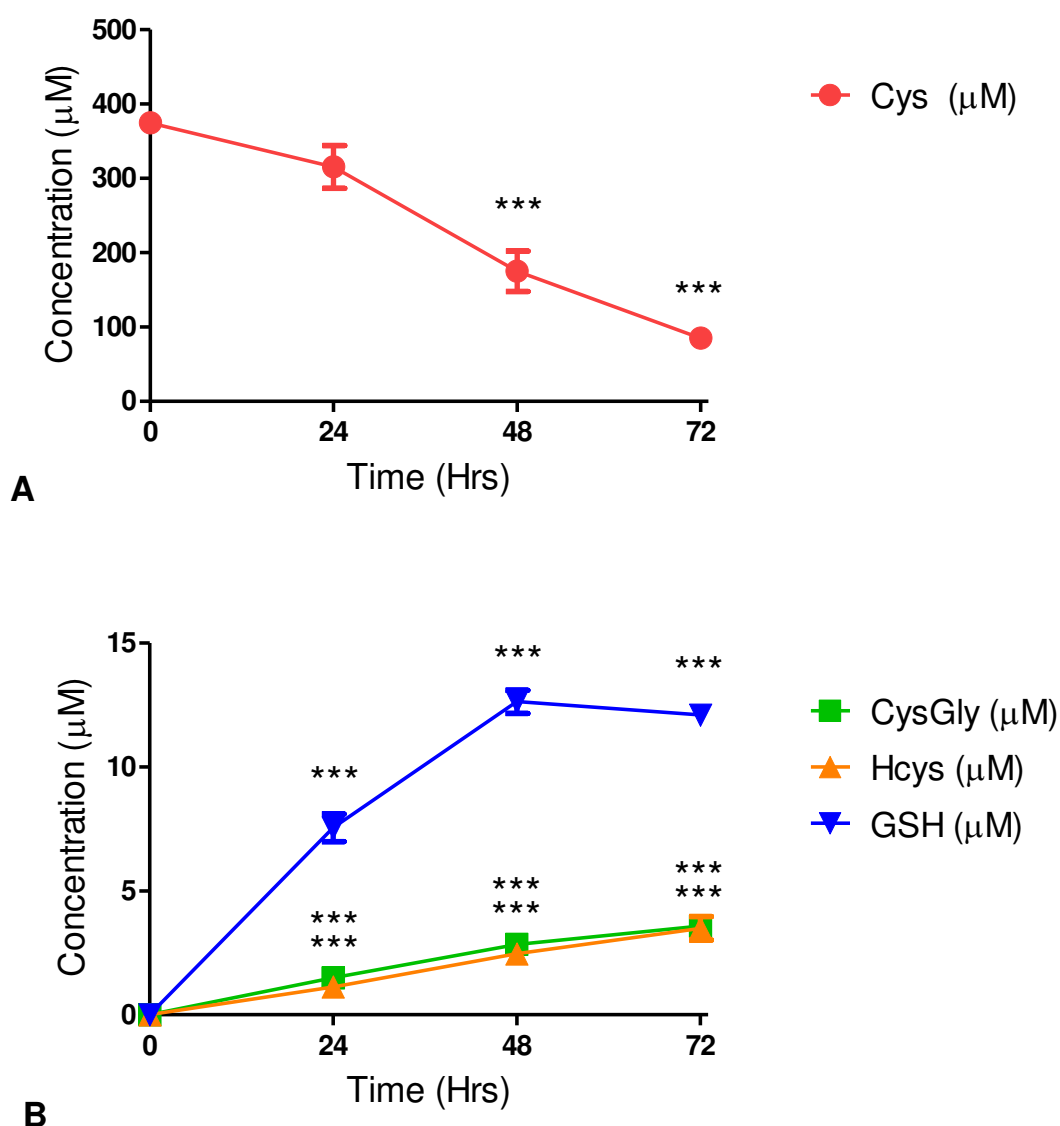 500
400
300
200
100
0
Concentration (μM)
***
***
0 24 48 72
Time (Hrs)
Cys (μM)
A
15
10
5
0
Concentration (μM)
***
***
***
***
***
***
***
***
***
0 24 48 72
Time (Hrs)
CysGly (μM)
Hcys (μM)
GSH (μM)
B